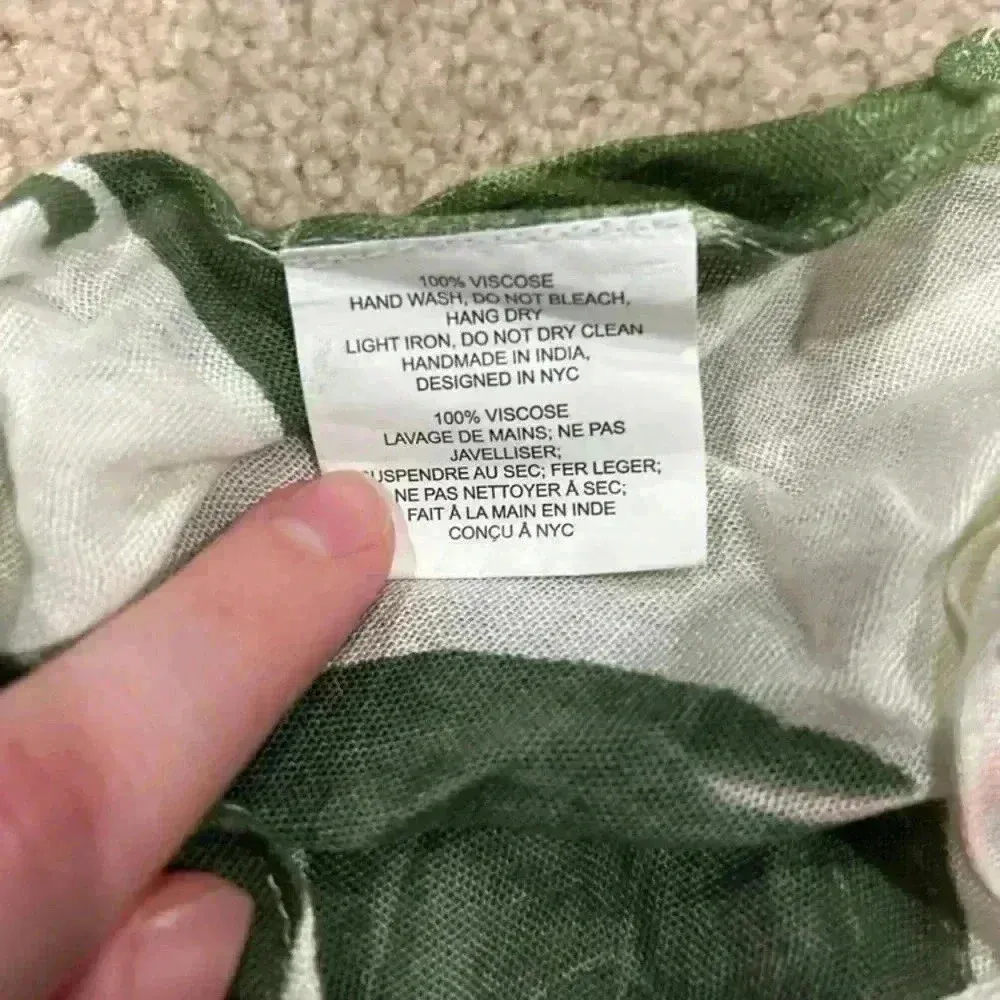 100% VISCOSE
HAND WASH, DO NOT BLEACH,
HANG DRY
LIGHT IRON, DO NOT DRY CLEAN
HANDMADE IN INDIA,
DESIGNED IN NYC
100% VISCOSE
LAVAGE DE MAINS; NE PAS
JAVELLISER;
SUSPENDRE AU SEC; FER LEGER;
NE PAS NETTOYER Â SEC;
FAIT Â LA MAIN EN INDE
CONÇU Â NYC